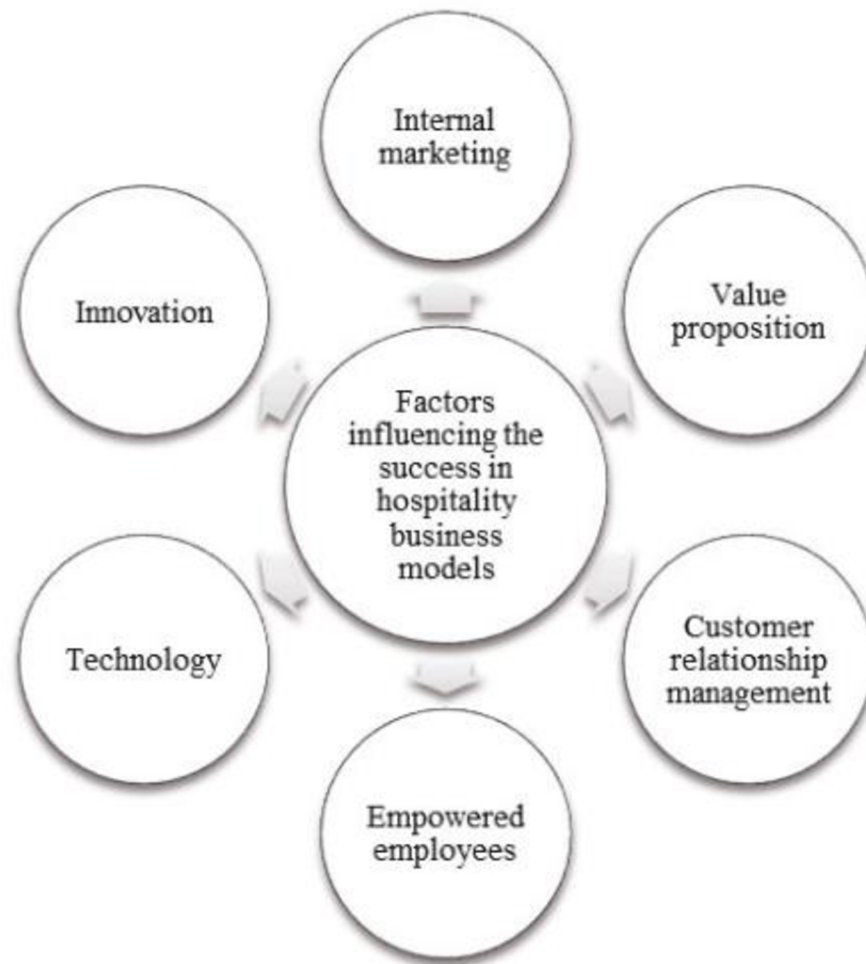 Internal
marketing
Innovation
Value
proposition
Factors
influencing the
success in
hospitality
business
models
Technology
Customer
relationship
management
Empowered
employees